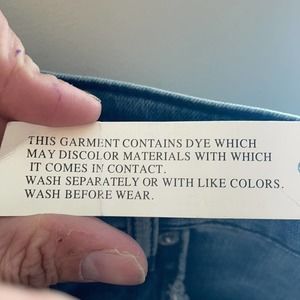 THIS GARMENT CONTAINS DYE WHICH
MAY DISCOLOR MATERIALS WITH WHICH
IT COMES IN CONTACT.
WASH SEPARATELY OR WITH LIKE COLORS.
WASH BEFORE WEAR.